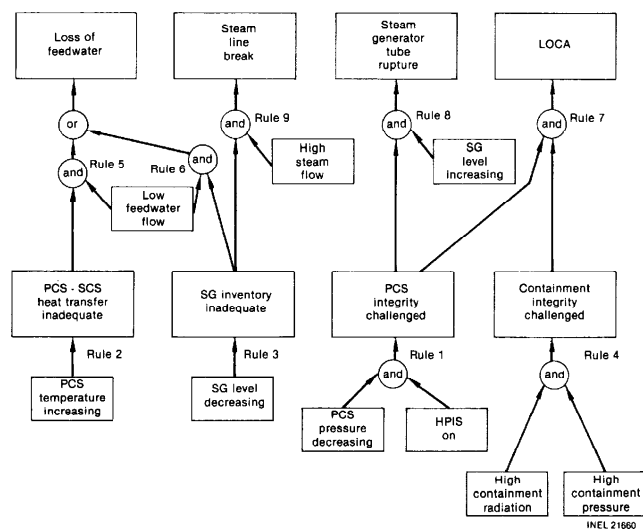 Loss of
feedwater
Steam
line
break
Steam
generator
tube
rupture
LOCA
or
and
Rule 9
and
Rule 8
and
Rule 7
Rule 5
and
Rule 6
and
High
steam
flow
SG
level
increasing
Low
feedwater
flow
PCS - SCS
heat transfer
inadequate
SG inventory
inadequate
PCS
integrity
challenged
Containment
integrity
challenged
Rule 2
Rule 3
Rule 1
Rule 4
and
and
PCS
temperature
increasing
SG level
decreasing
PCS
pressure
decreasing
HPIS
on
High
containment
radiation
High
containment
pressure
INEL 21660